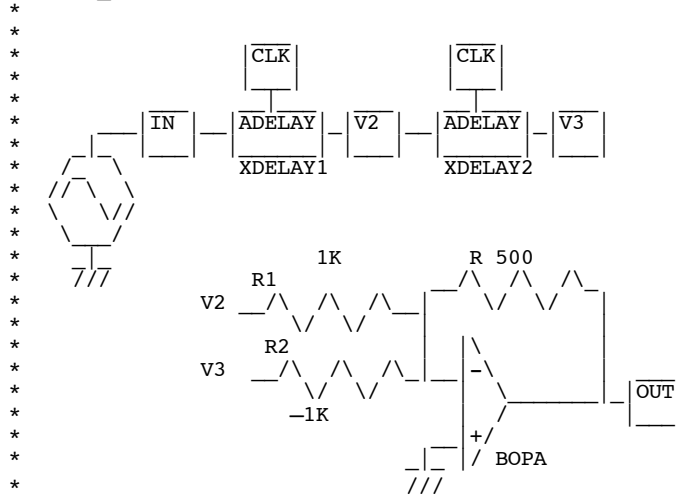 CLK CLK
IN ADELAY V2 ADELAY V3
XDELAY1 XDELAY2
1K R 500
R1
V2
R2
V3
-
OUT
–1K
+
BOPA